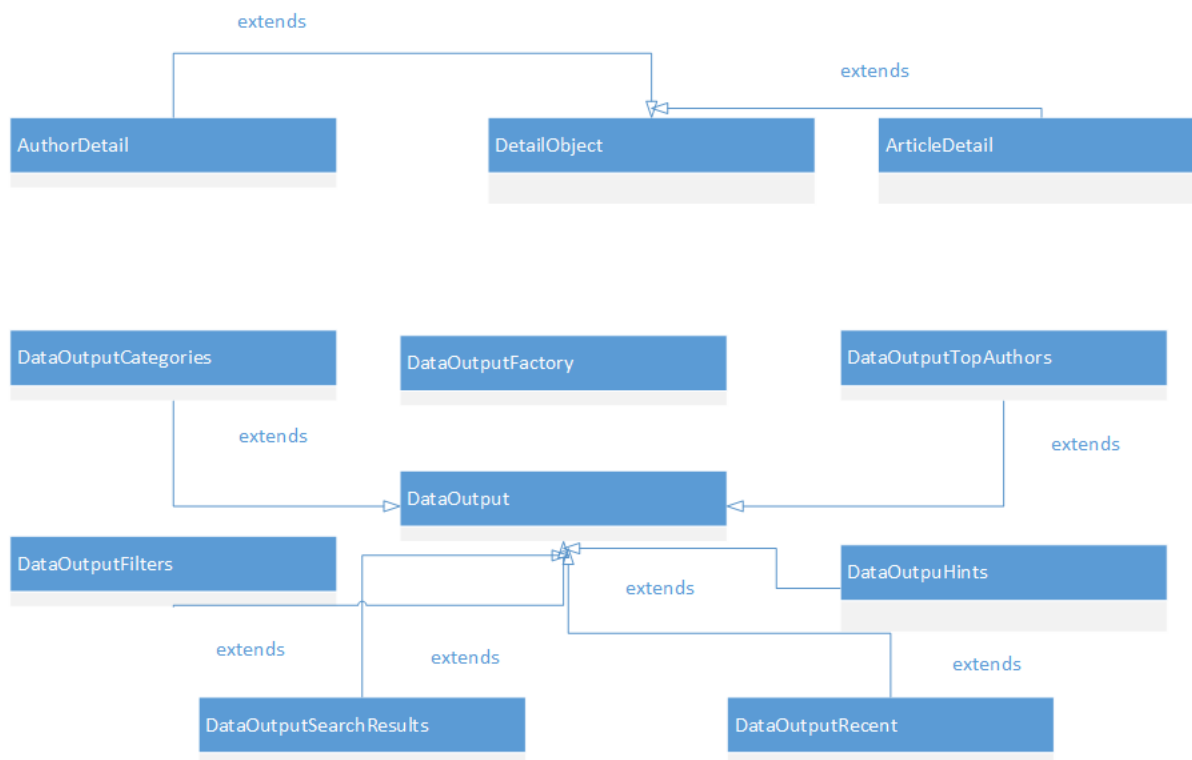 extends
extends
AuthorDetail
DetailObject
ArticleDetail
DataOutputCategories
DataOutputFactory
DataOutputTopAuthors
extends
extends
DataOutput
DataOutputFilters
DataOutpuHints
extends
extends
extends
extends
DataOutputSearchResults
DataOutputRecent